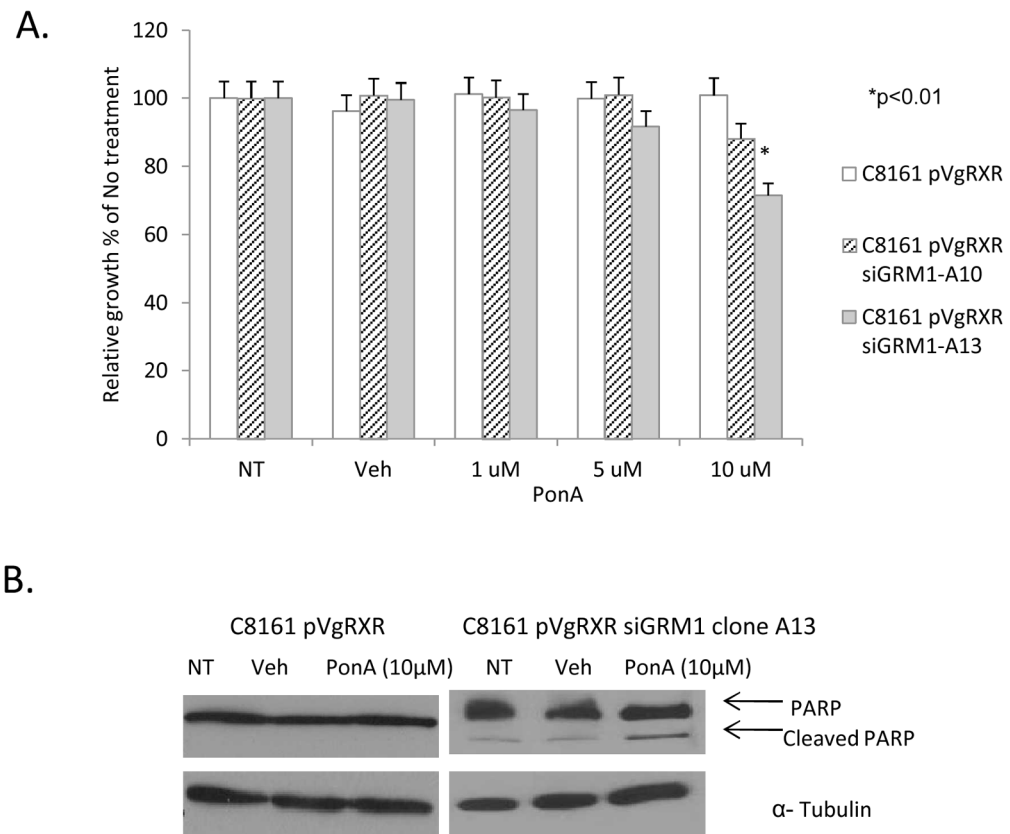 A.
120
100
80
60
40
20
0
Relative growth % of No treatment
NT Veh 1 uM 5 uM 10 uM
PonA
*
*p<0.01
C8161 pVgRXR
C8161 pVgRXR
siGRM1-A10
C8161 pVgRXR
siGRM1-A13
B.
C8161 pVgRXR C8161 pVgRXR siGRM1 clone A13
NT Veh PonA (10μM) NT Veh PonA (10μM)
PARP
Cleaved PARP
α- Tubulin